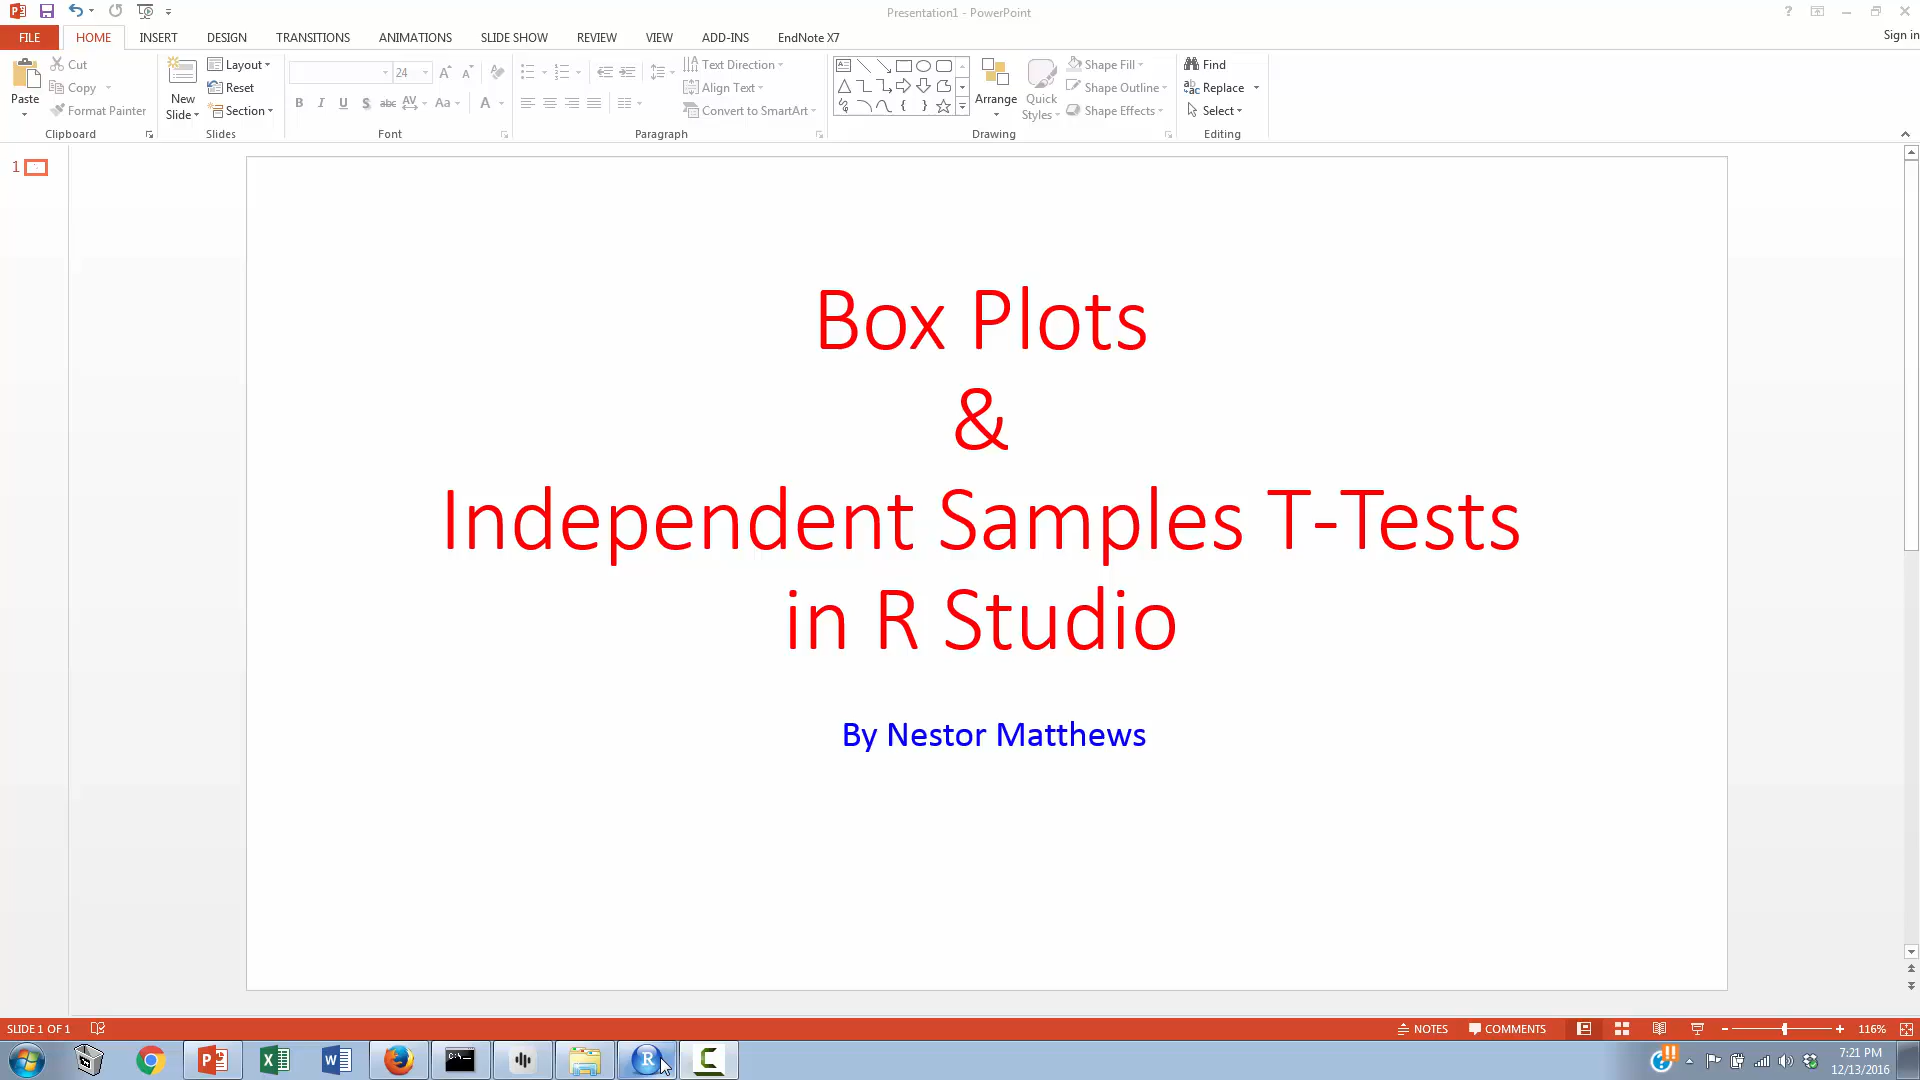 Presentation1 - PowerPoint
FILE HOME INSERT DESIGN TRANSITIONS ANIMATIONS SLIDE SHOW REVIEW VIEW ADD-INS EndNote X7 Sign in
Paste
Cut
Copy
Format Painter
Clipboard
New
Slide
Layout
Reset
Section
Slides
24
B I U S abc AV Aa A
Font
Text Direction
Align Text
Convert to SmartArt
Paragraph
Arrange
Quick
Styles
Shape Fill
Shape Outline
Shape Effects
Drawing
Find
Replace
Select
Editing
1
Box Plots
&
Independent Samples T-Tests
in R Studio
By Nestor Matthews
SLIDE 1 OF 1 NOTES COMMENTS 116%
7:21 PM
12/13/2016